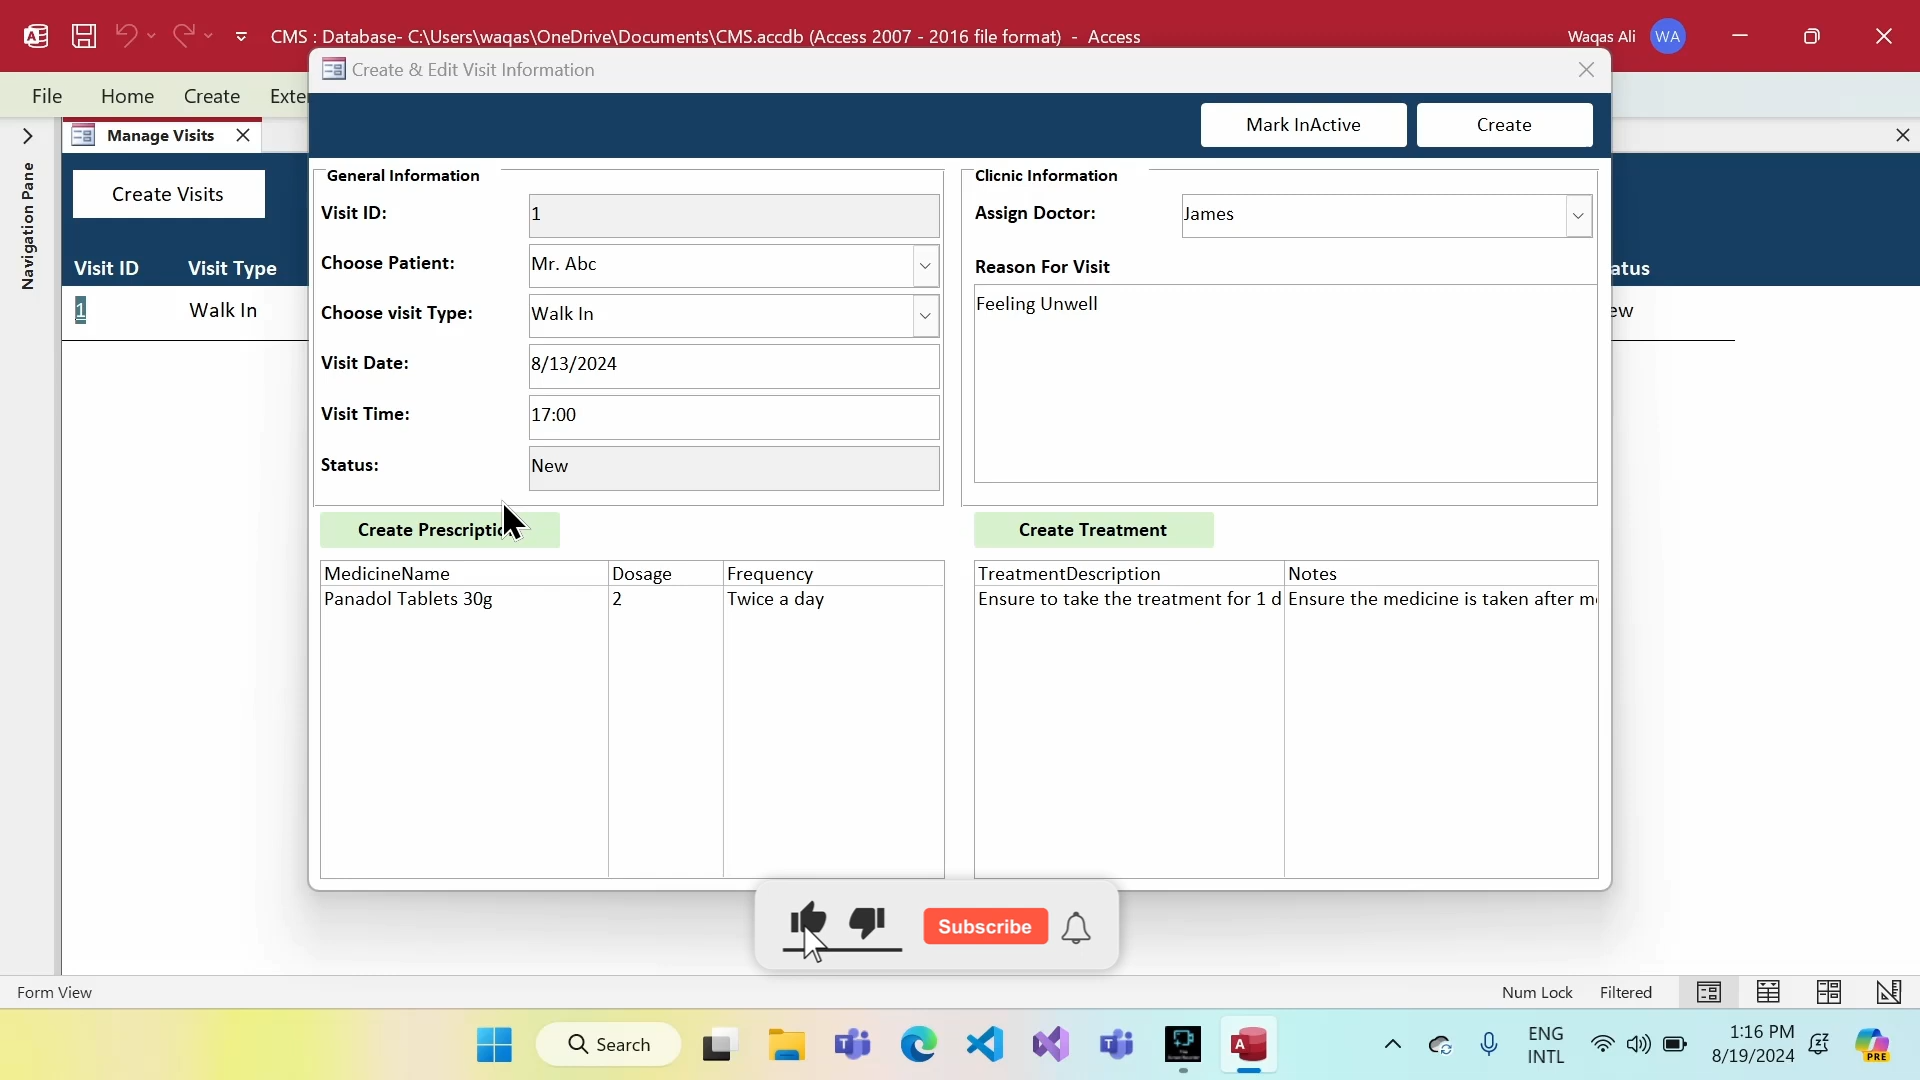 CMS : Database- C:\Users\waqas\OneDrive\Documents\CMS.accdb (Access 2007 - 2016 file format) - Access
Waqas Ali WA
Create & Edit Visit Information
File Home Create Exte
Mark InActive Create
Manage Visits
Navigation Pane
Create Visits
Visit ID Visit Type atus
1 Walk In ew
General Information
Visit ID: 1
Choose Patient: Mr. Abc
Choose visit Type: Walk In
Visit Date: 8/13/2024
Visit Time: 17:00
Status: New
Clicnic Information
Assign Doctor: James
Reason For Visit
Feeling Unwell
Create Prescriptio
Create Treatment
MedicineName Dosage Frequency
Panadol Tablets 30g 2 Twice a day
TreatmentDescription Notes
Ensure to take the treatment for 1 d Ensure the medicine is taken after m
Subscribe
Form View
Num Lock Filtered
Search
ENG
INTL
1:16 PM
8/19/2024
PRE